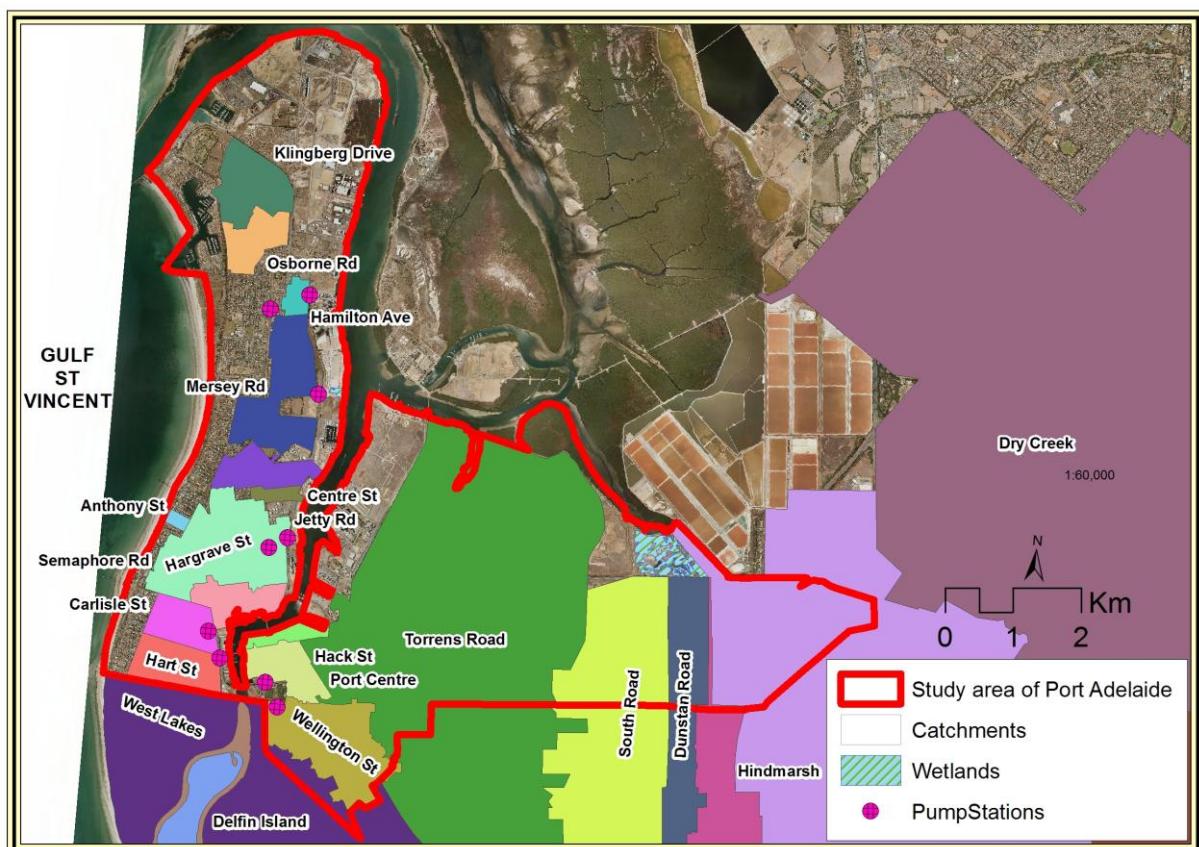 Klingberg Drive
Osborne Rd
Hamilton Ave
GULF
ST
VINCENT
Mersey Rd
Dry Creek
1:60,000
Centre St
Anthony St
Jetty Rd
Hargrave St
Semaphore Rd
Carlisle St
N
Km
0 1 2
Torrens Road
Hack St
Port Centre
Hart St
West Lakes
Wellington St
South Road
Dunstan Road
Hindmarsh
Delfin Island
Study area of Port Adelaide
Catchments
Wetlands
PumpStations